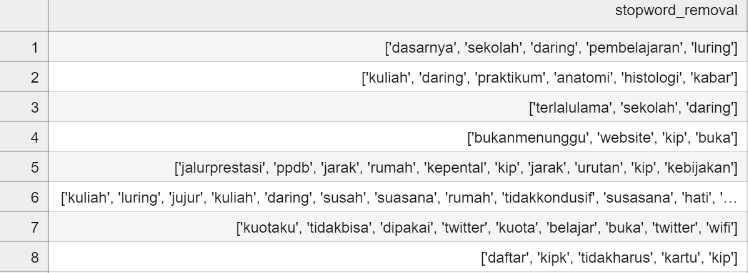 stopword_removal
1 ['dasarnya', 'sekolah', 'daring', 'pembelajaran', 'luring']
2 ['kuliah', 'daring', 'praktikum', 'anatomi', 'histologi', 'kabar']
3 ['terlalulama', 'sekolah', 'daring']
4 ['bukanmenunggu', 'website', 'kip', 'buka']
5 ['jalurprestasi', 'ppdb', 'jarak', 'rumah', 'kepental', 'kip', 'jarak', 'urutan', 'kip', 'kebijakan']
6 ['kuliah', 'luring', 'jujur', 'kuliah', 'daring', 'susah', 'suasana', 'rumah', 'tidakkondusif', 'susasana', 'hati', '...
7 ['kuotaku', 'tidakbisa', 'dipakai', 'twitter', 'kuota', 'belajar', 'buka', 'twitter', 'wifi']
8 ['daftar', 'kipk', 'tidakharus', 'kartu', 'kip']